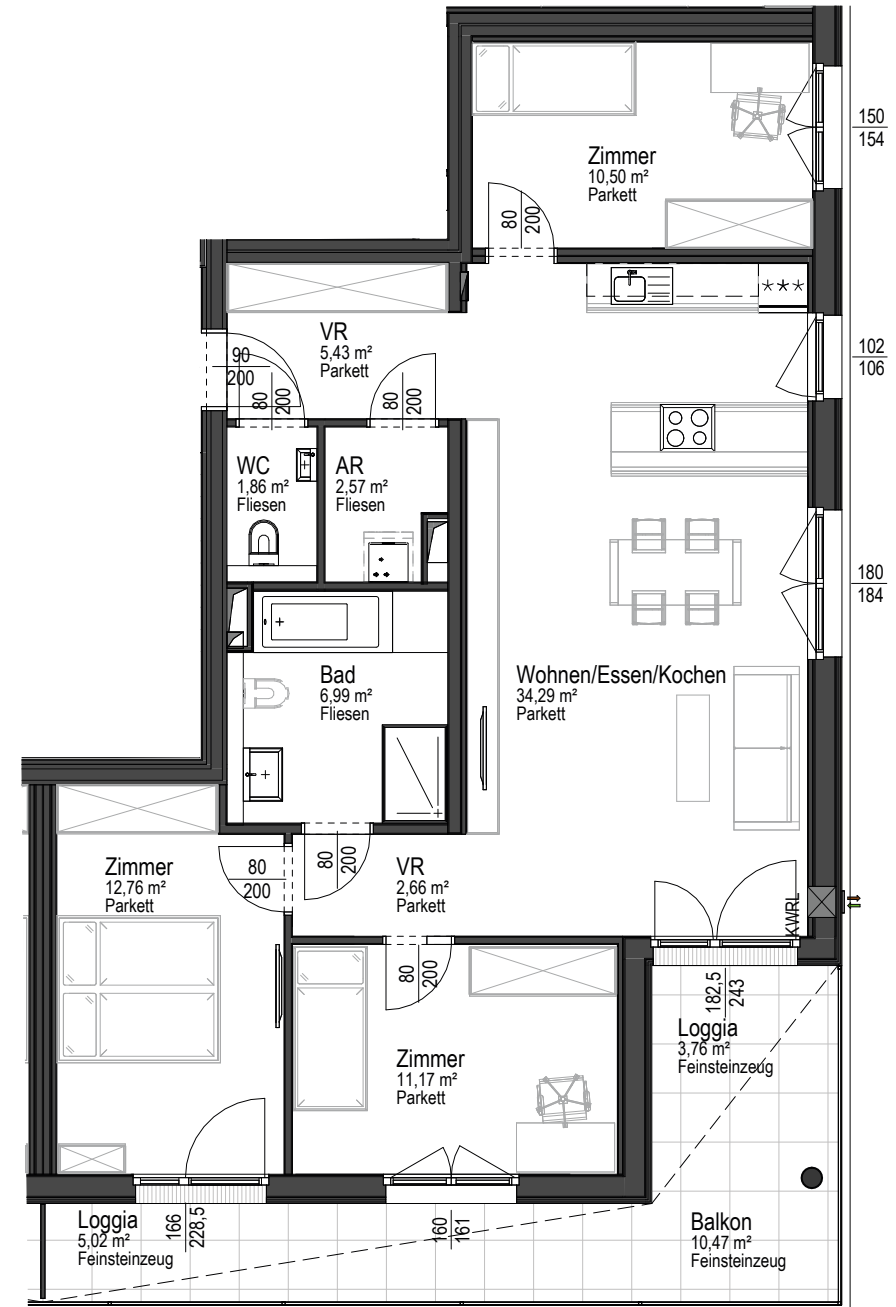 150
154
Zimmer
10,50 m²
Parkett
80
200
***
VR
5,43 m²
Parkett
102
106
90
200
80
200
80
200
WC
1,86 m²
Fliesen
AR
2,57 m²
Fliesen
180
184
Bad
6,99 m²
Fliesen
Wohnen/Essen/Kochen
34,29 m²
Parkett
Zimmer
12,76 m²
Parkett
80
200
80
200
VR
2,66 m²
Parkett
KWRL
80
200
182,5
243
Loggia
3,76 m²
Feinsteinzeug
Zimmer
11,17 m²
Parkett
Loggia
5,02 m²
Feinsteinzeug
166
228,5
160
161
Balkon
10,47 m²
Feinsteinzeug